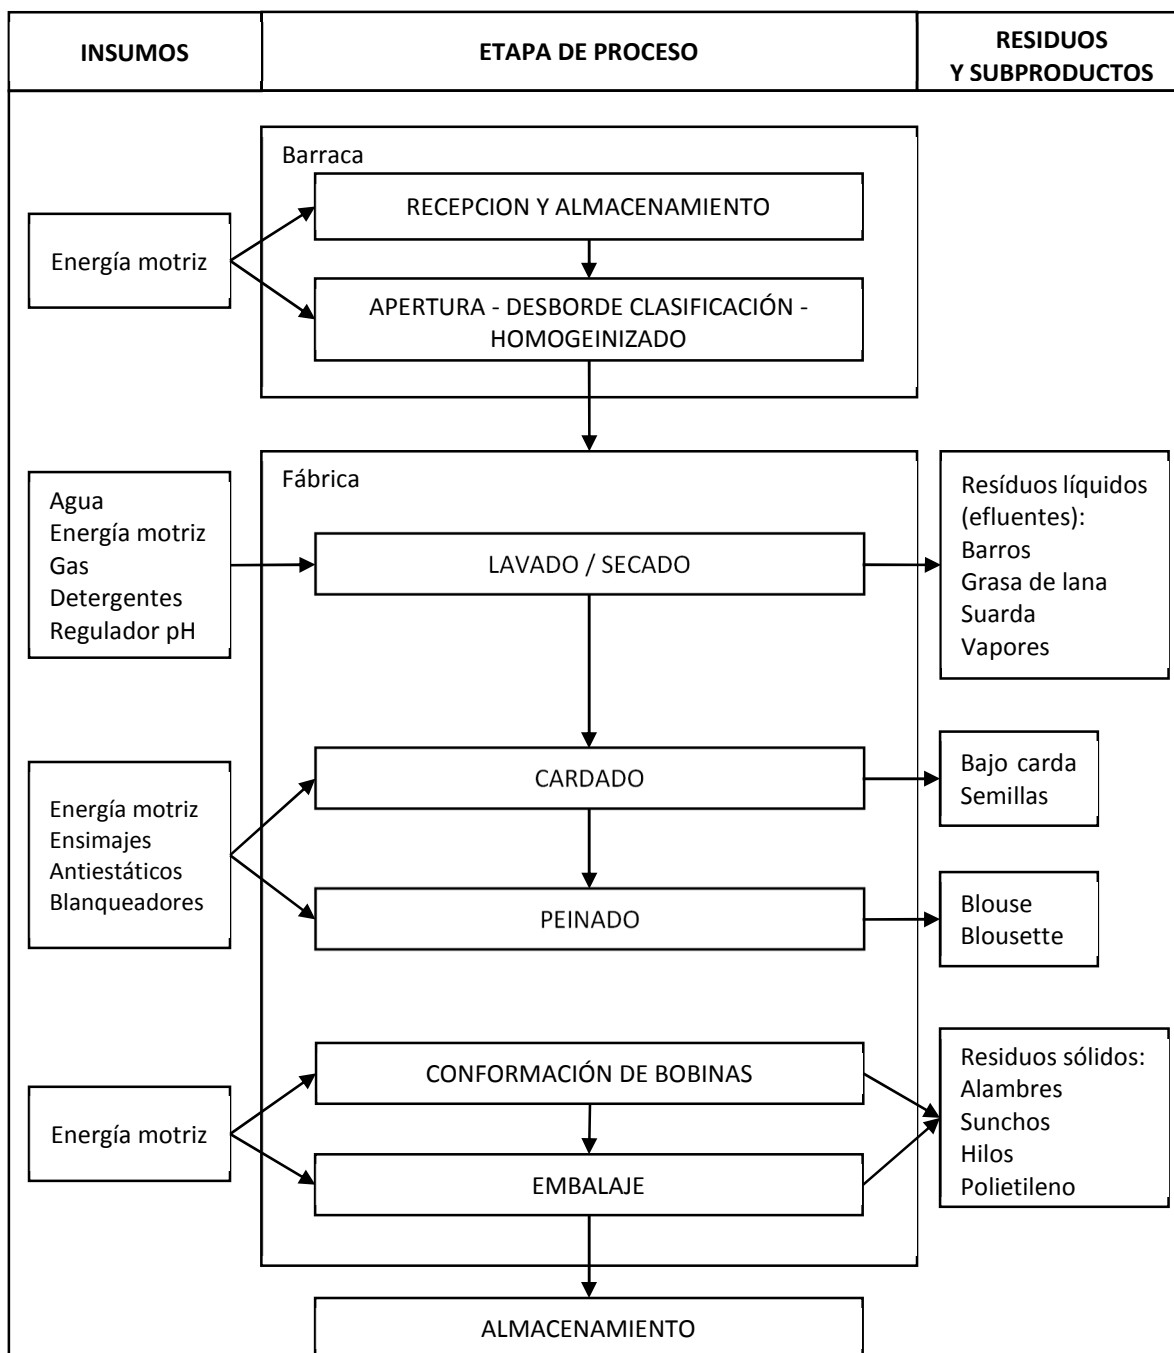 INSUMOS
ETAPA DE PROCESO
RESIDUOS
Y SUBPRODUCTOS
Barraca
RECEPCION Y ALMACENAMIENTO
Energía motriz
APERTURA - DESBORDE CLASIFICACIÓN -
HOMOGEINIZADO
Fábrica
Agua
Energía motriz
Gas
Detergentes
Regulador pH
LAVADO / SECADO
Resíduos líquidos
(efluentes):
Barros
Grasa de lana
Suarda
Vapores
Energía motriz
Ensimajes
Antiestáticos
Blanqueadores
CARDADO
Bajo carda
Semillas
PEINADO
Blouse
Blousette
Energía motriz
CONFORMACIÓN DE BOBINAS
EMBALAJE
Residuos sólidos:
Alambres
Sunchos
Hilos
Polietileno
ALMACENAMIENTO